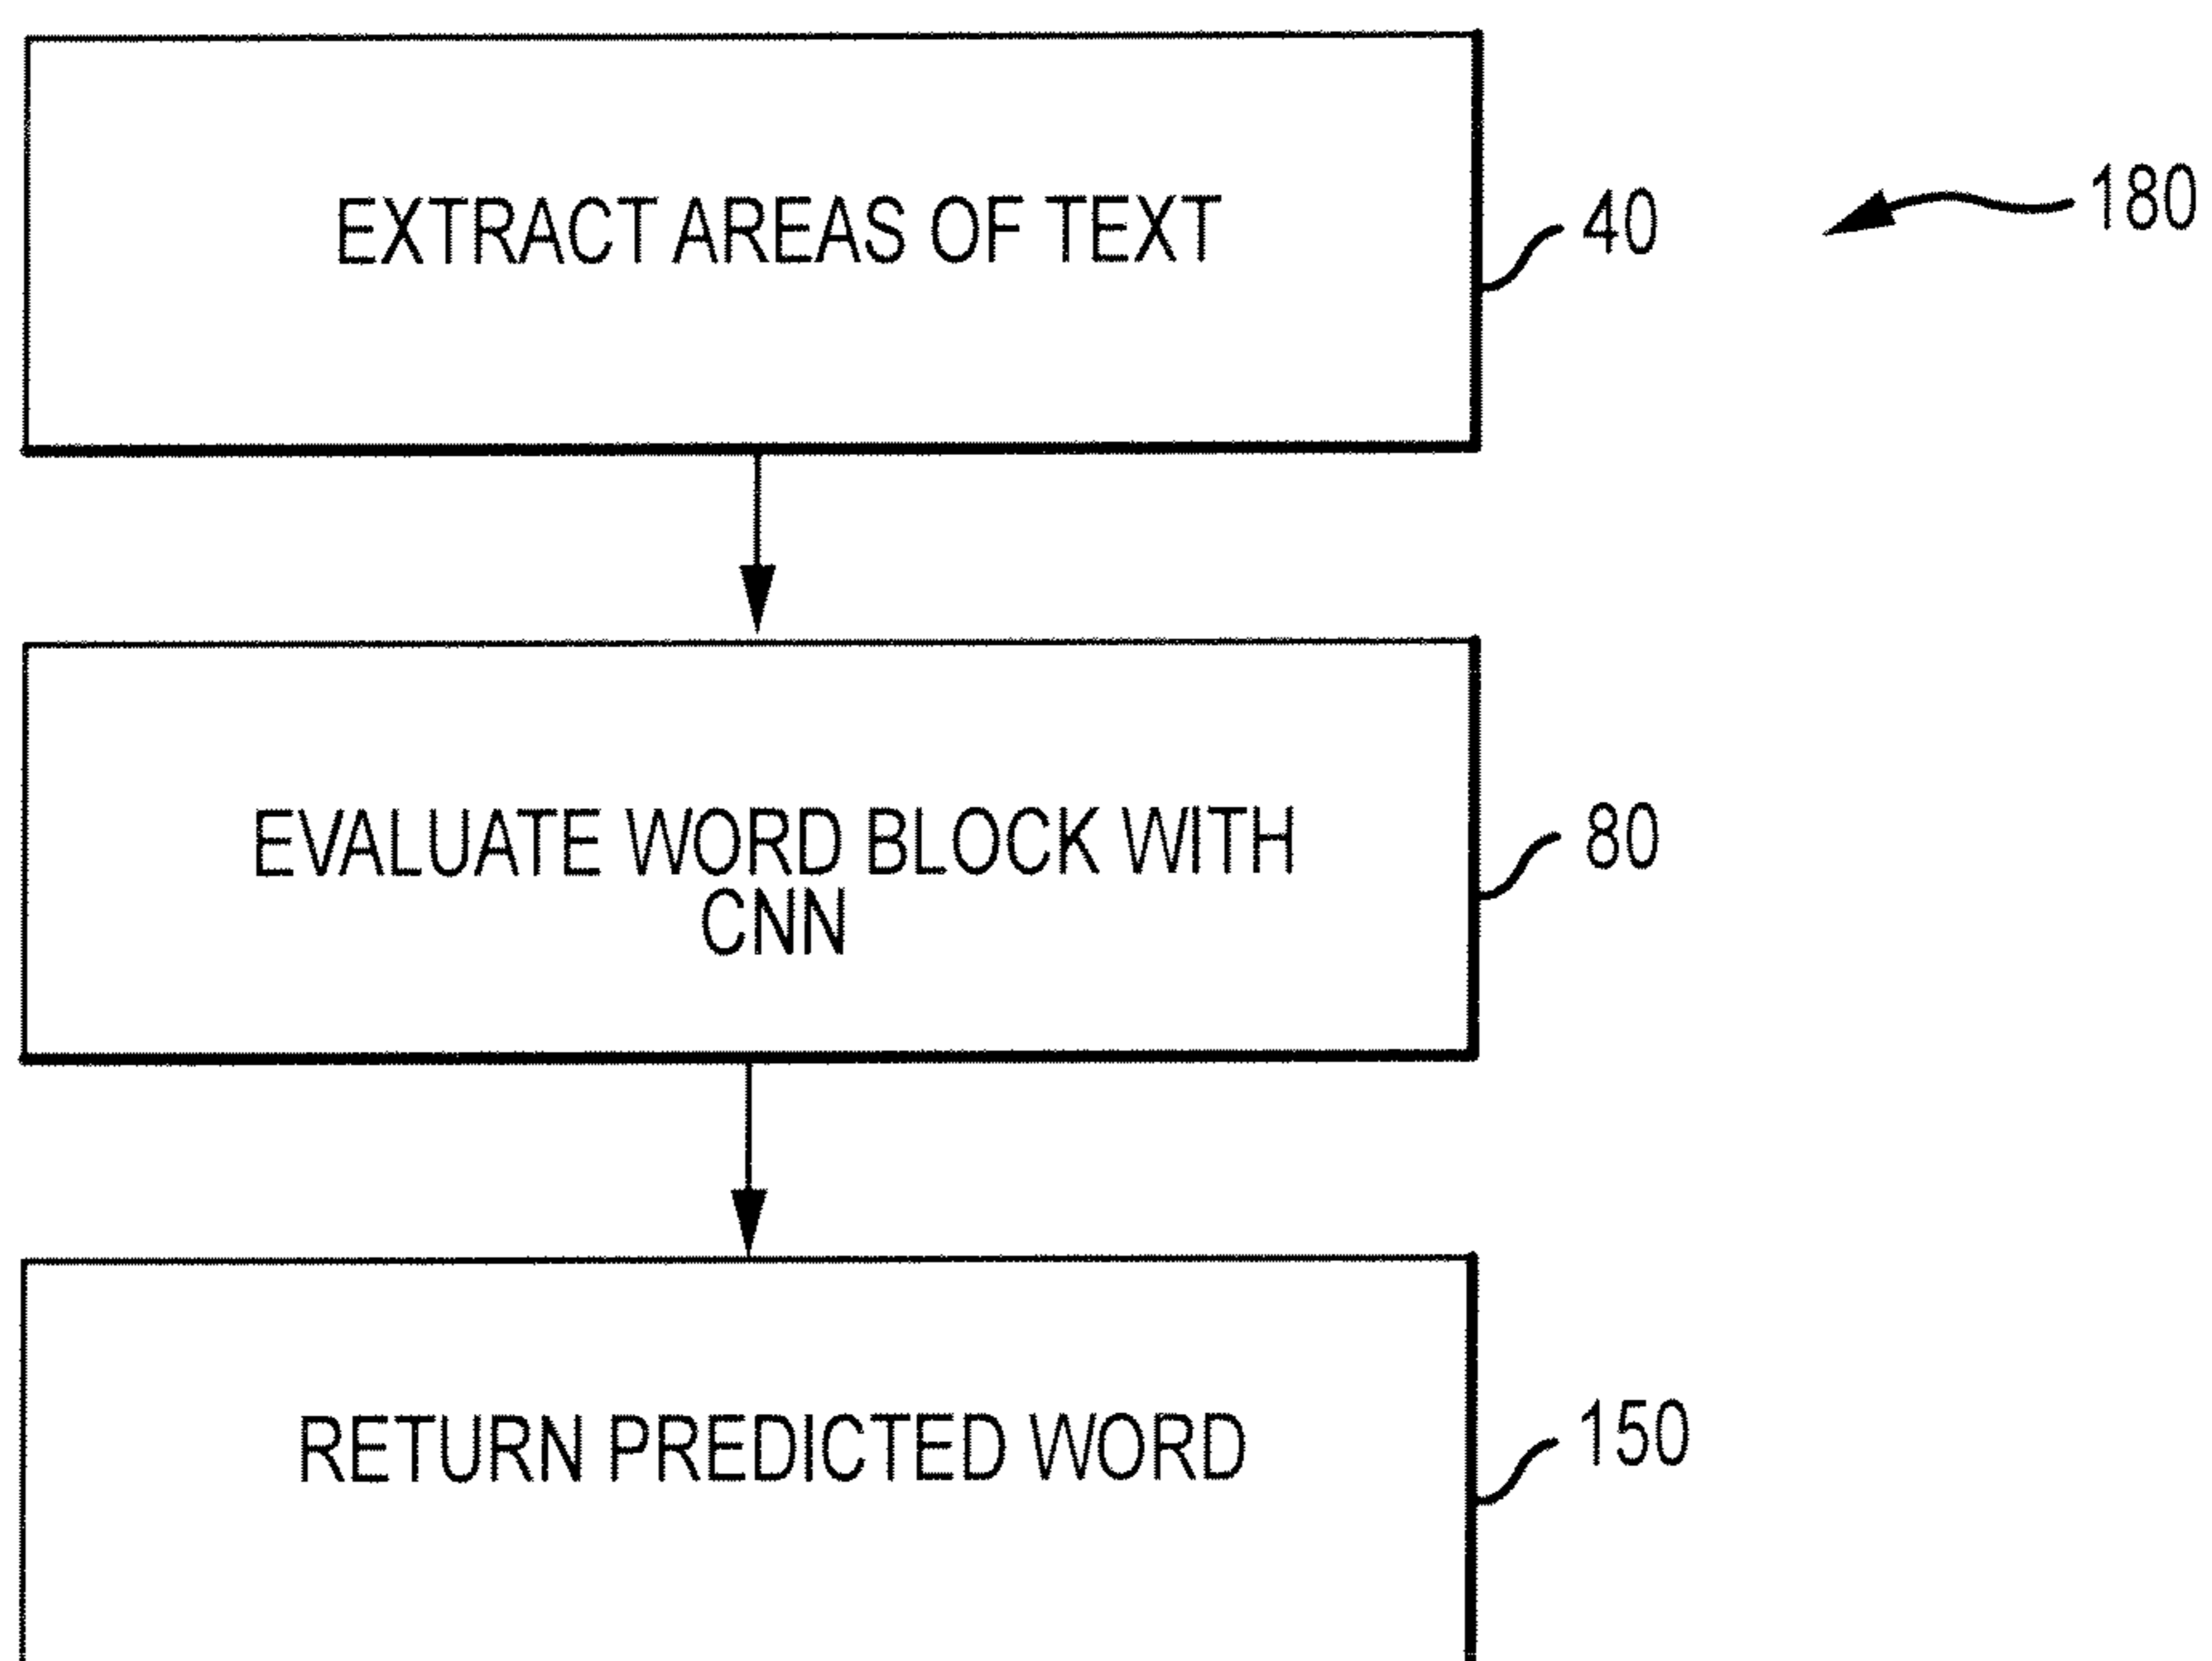 EXTRACT AREAS OF TEXT
40
180
EVALUATE WORD BLOCK WITH
CNN
80
RETURN PREDICTED WORD
150